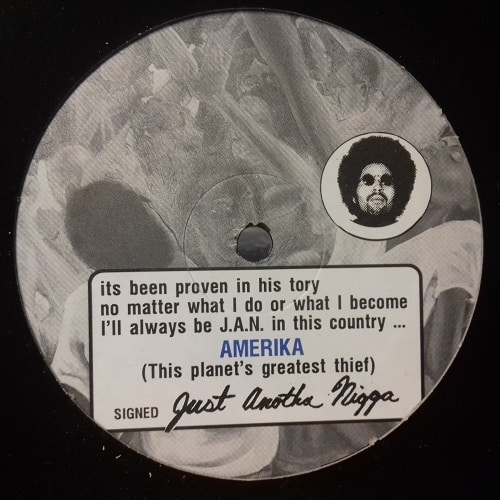 its been proven in his tory
no matter what I do or what I become
I'll always be J.A.N. in this country ...
AMERIKA
(This planet's greatest thief)
SIGNED Just Anotha Nigga